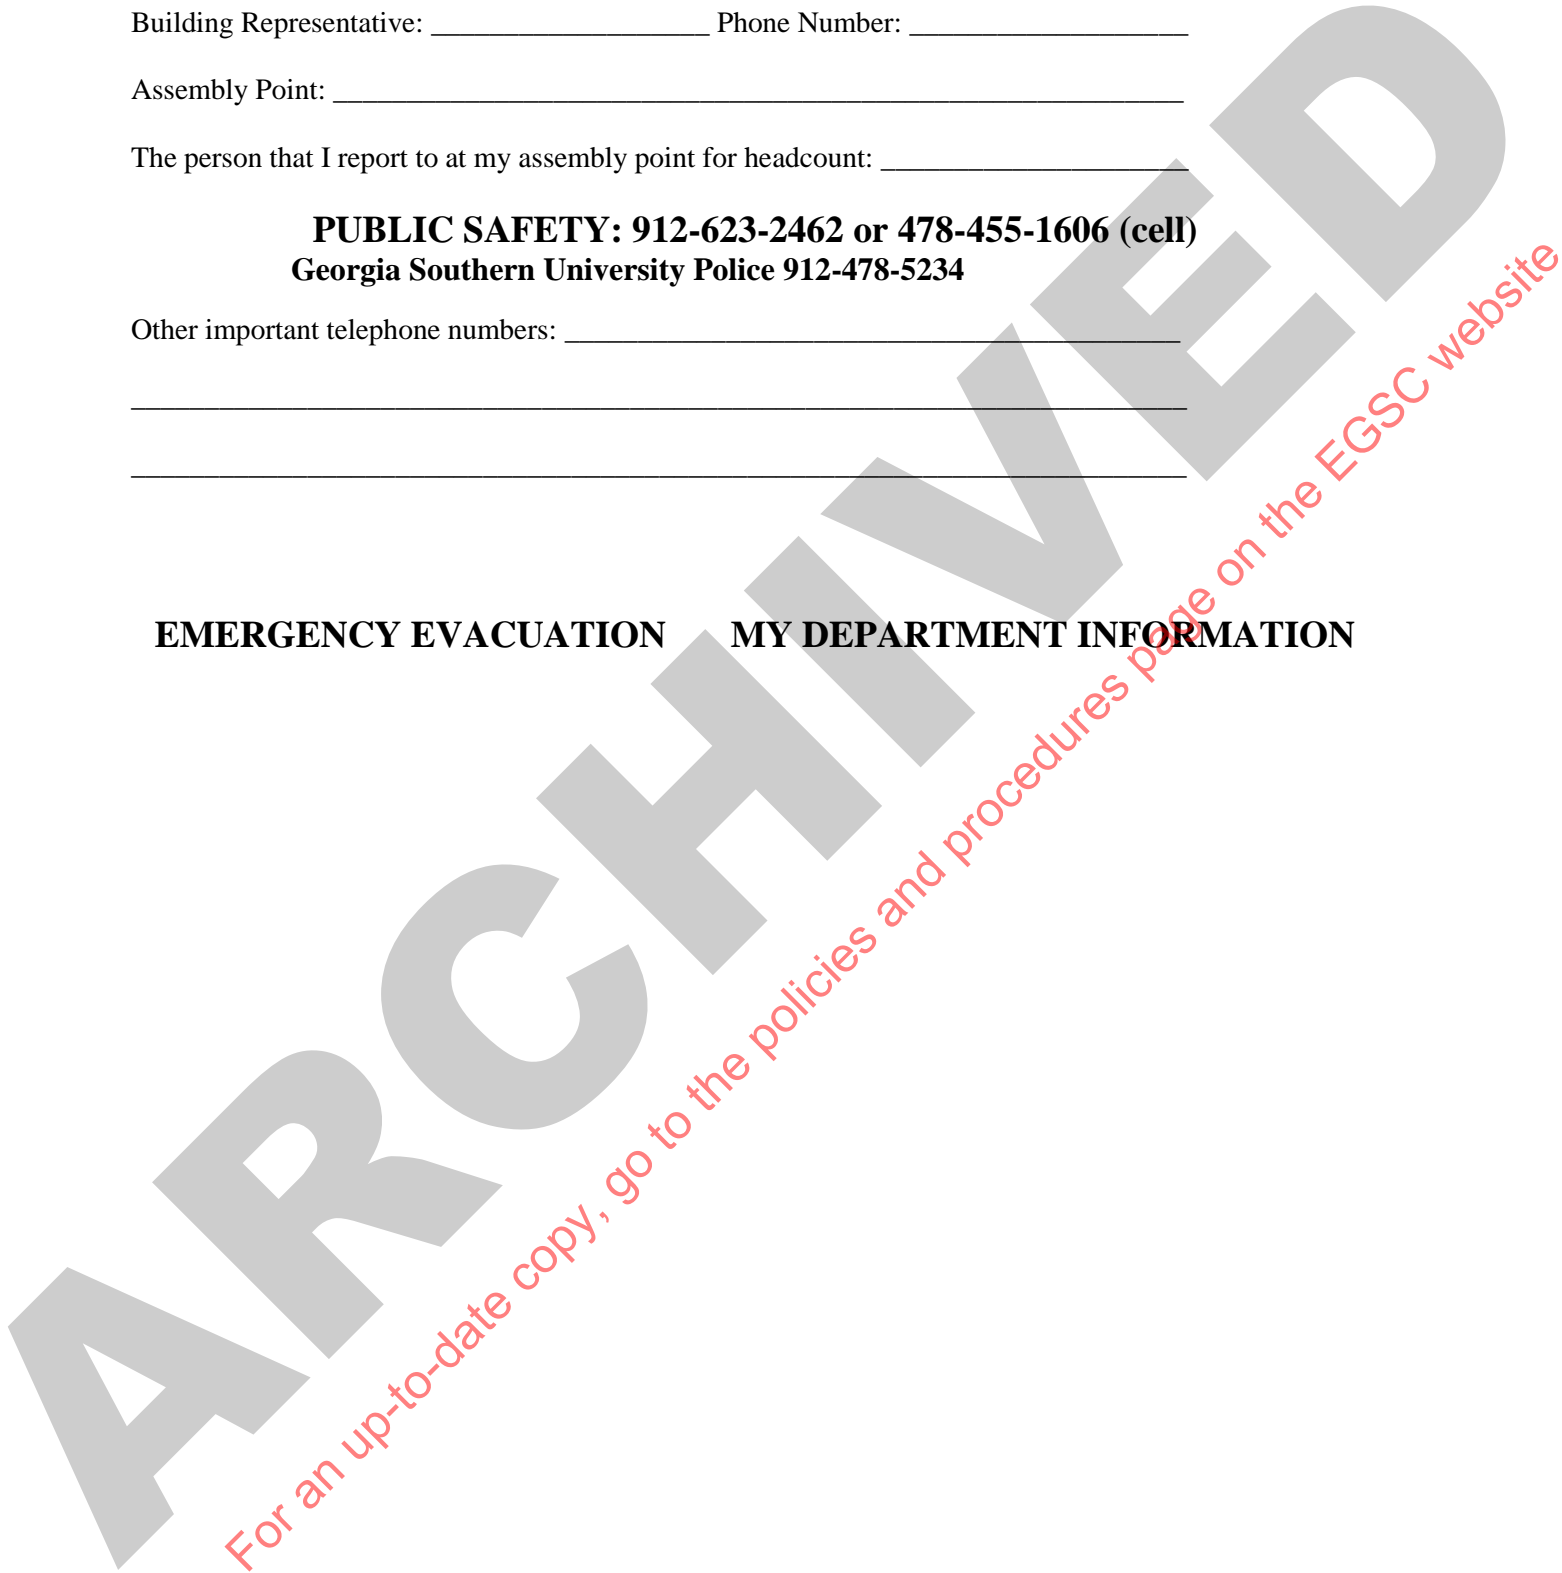 Building Representative: ___________________ Phone Number: ___________________
Assembly Point: __________________________________________________________
The person that I report to at my assembly point for headcount: _____________________
PUBLIC SAFETY: 912-623-2462 or 478-455-1606 (cell)
Georgia Southern University Police 912-478-5234
Other important telephone numbers: __________________________________________
________________________________________________________________________
________________________________________________________________________
EMERGENCY EVACUATION MY DEPARTMENT INFORMATION
ARCHIVED
For an up-to-date copy, go to the policies and procedures page on the EGSC website